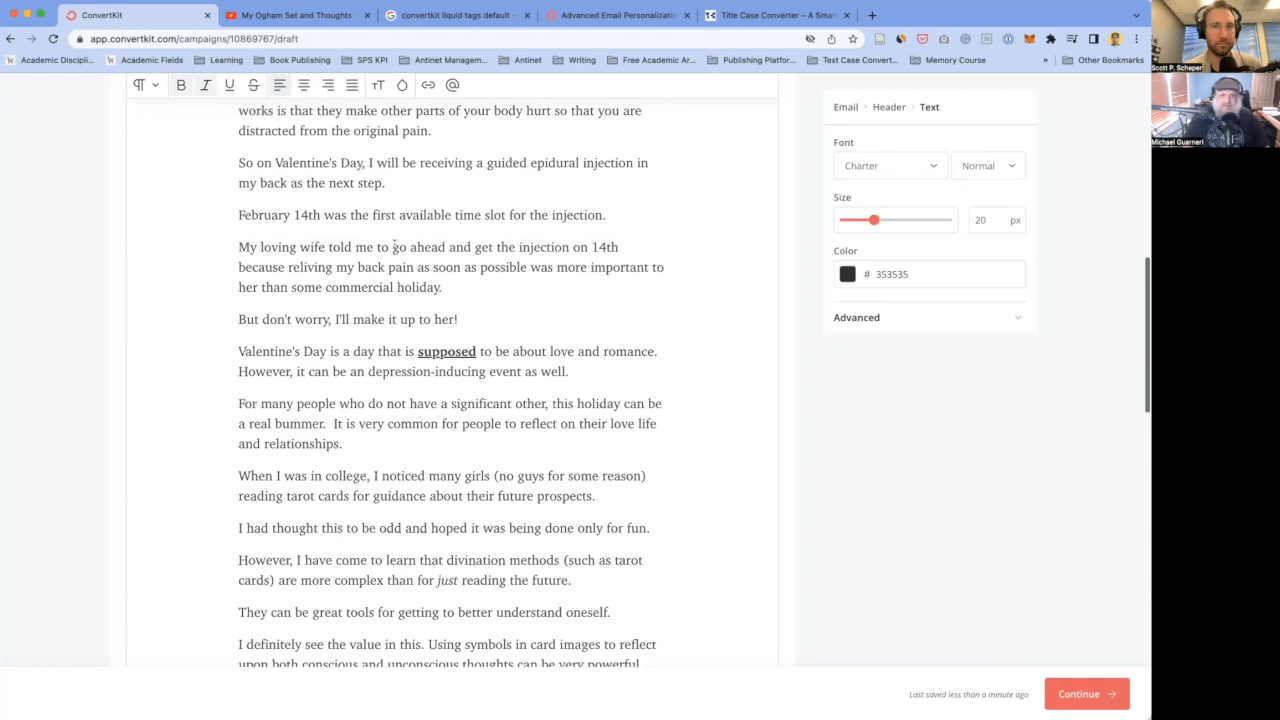 ConvertKit
My Ogham Set and Thoughts -
convertkit liquid tags default -
Advanced Email Personalizatio
Title Case Converter – A Smar
app.convertkit.com/campaigns/10869767/draft
Academic Discipli...
Academic Fields
Learning
Book Publishing
SPS KPI
Antinet Managem...
Antinet
Writing
Free Academic Ar...
Publishing Platfor...
Text Case Convert...
Memory Course
»
Other Bookmarks
Scott P. Scheper
Michael Guarneri
B I U S
works is that they make other parts of your body hurt so that you are
distracted from the original pain.
So on Valentine's Day, I will be receiving a guided epidural injection in
my back as the next step.
February 14th was the first available time slot for the injection.
My loving wife told me to go ahead and get the injection on 14th
because reliving my back pain as soon as possible was more important to
her than some commercial holiday.
But don't worry, I'll make it up to her!
Valentine's Day is a day that is supposed to be about love and romance.
However, it can be an depression-inducing event as well.
For many people who do not have a significant other, this holiday can be
a real bummer.  It is very common for people to reflect on their love life
and relationships.
When I was in college, I noticed many girls (no guys for some reason)
reading tarot cards for guidance about their future prospects.
I had thought this to be odd and hoped it was being done only for fun.
However, I have come to learn that divination methods (such as tarot
cards) are more complex than for just reading the future.
They can be great tools for getting to better understand oneself.
I definitely see the value in this. Using symbols in card images to reflect
upon both conscious and unconscious thoughts can be very powerful
Email > Header > Text
Font
Charter
Normal
Size
20 px
Color
# 353535
Advanced
Last saved less than a minute ago
Continue →